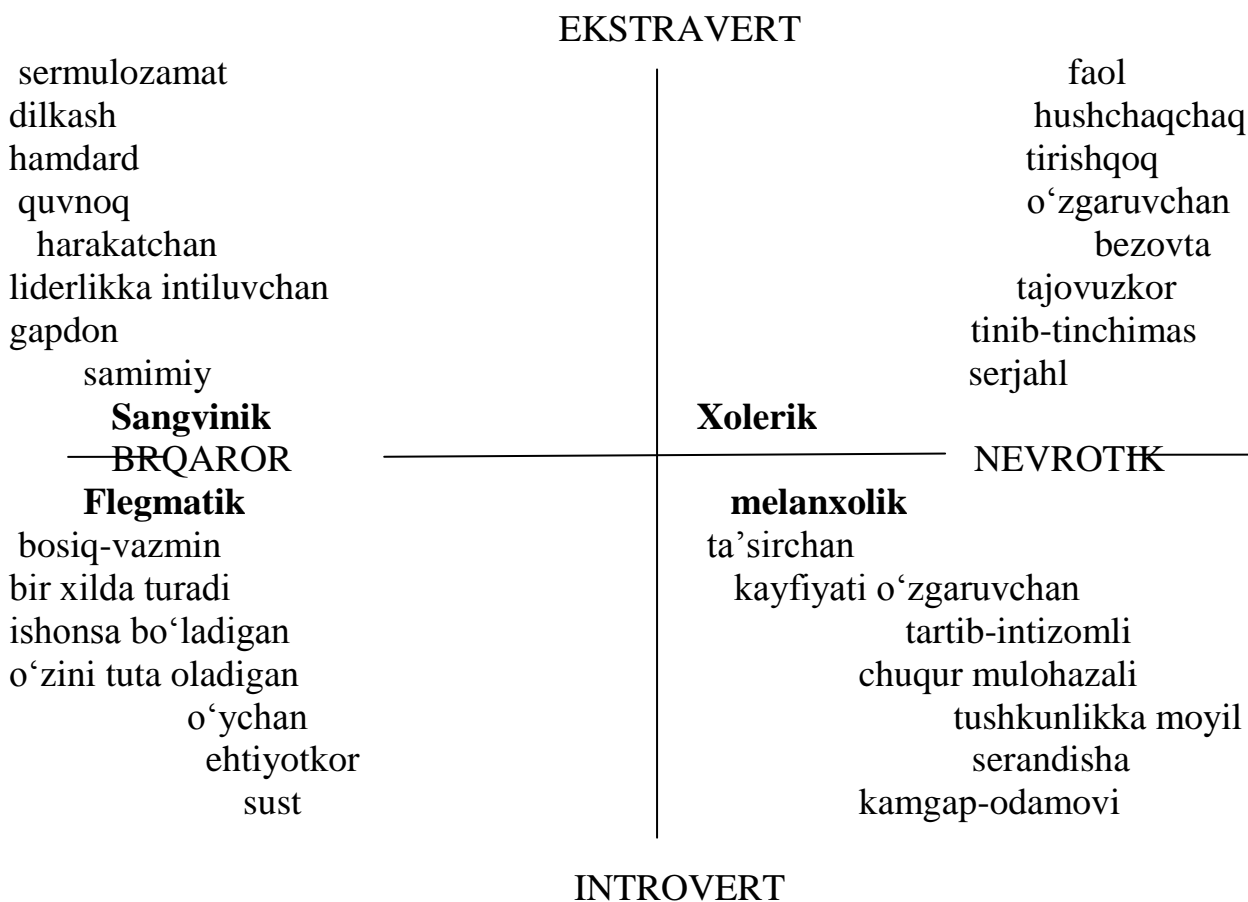 EKSTRAVERT
sermulozamat faol
dilkash hushchaqchaq
hamdard tirishqoq
quvnoq o‘zgaruvchan
harakatchan bezovta
liderlikka intiluvchan tajovuzkor
gapdon tinib-tinchimas
samimiy serjahl
Sangvinik Xolerik
BRQAROR NEVROTIK
Flegmatik melanxolik
bosiq-vazmin ta’sirchan
bir xilda turadi kayfiyati o‘zgaruvchan
ishonsa bo‘ladigan tartib-intizomli
o‘zini tuta oladigan chuqur mulohazali
o‘ychan tushkunlikka moyil
ehtiyotkor serandisha
sust kamgap-odamovi
INTROVERT